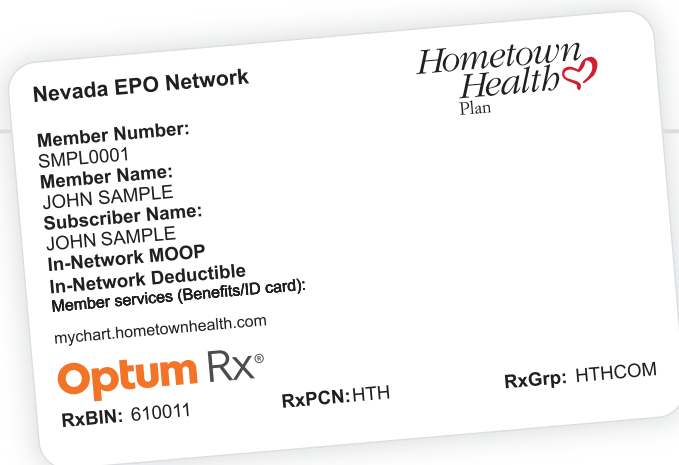 Nevada EPO Network
Hometown
Health
Plan
Member Number:
SMPL0001
Member Name:
JOHN SAMPLE
Subscriber Name:
JOHN SAMPLE
In-Network MOOP
In-Network Deductible
Member services (Benefits/ID card):
mychart.hometownhealth.com
Optum Rx®
RxBIN: 610011 RxPCN:HTH RxGrp: HTHCOM